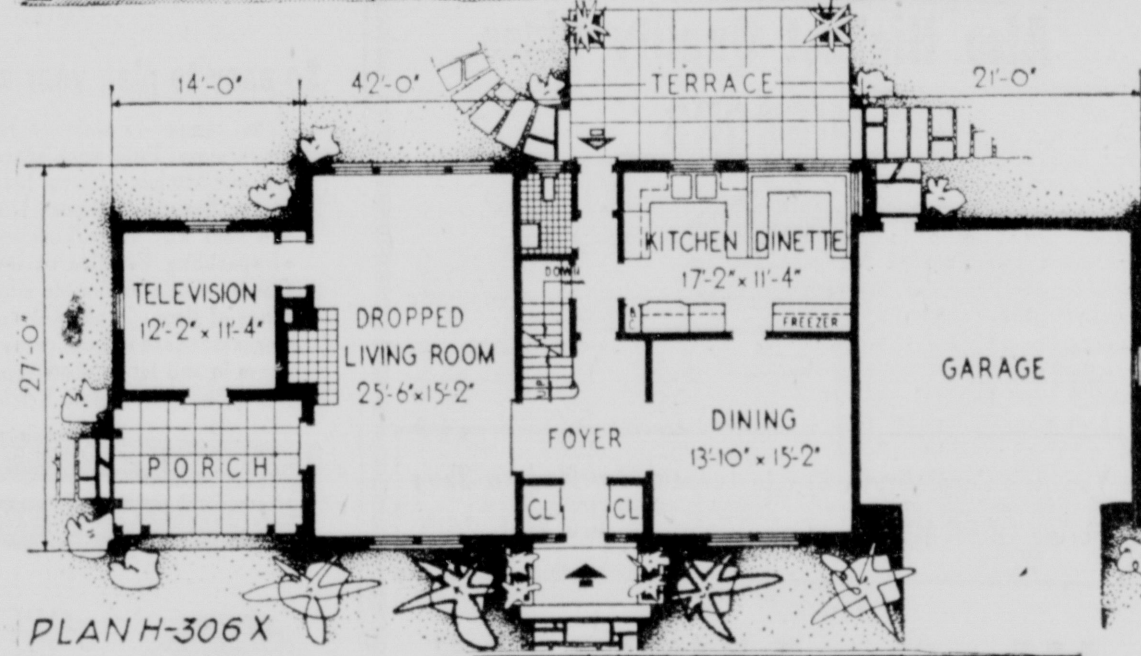 TERRACE
14'-0"
42'-0"
21'-0"
27'-0"
KITCHEN
DINETTE
17'-2" x 11'-4"
DOWN
TELEVISION
12'-2" x 11'-4"
DROPPED
LIVING ROOM
25'-6" x 15'-2"
FREEZER
GARAGE
UP
FOYER
DINING
13'-10" x 15'-2"
PORCH
CL
CL
PLAN H-306 X